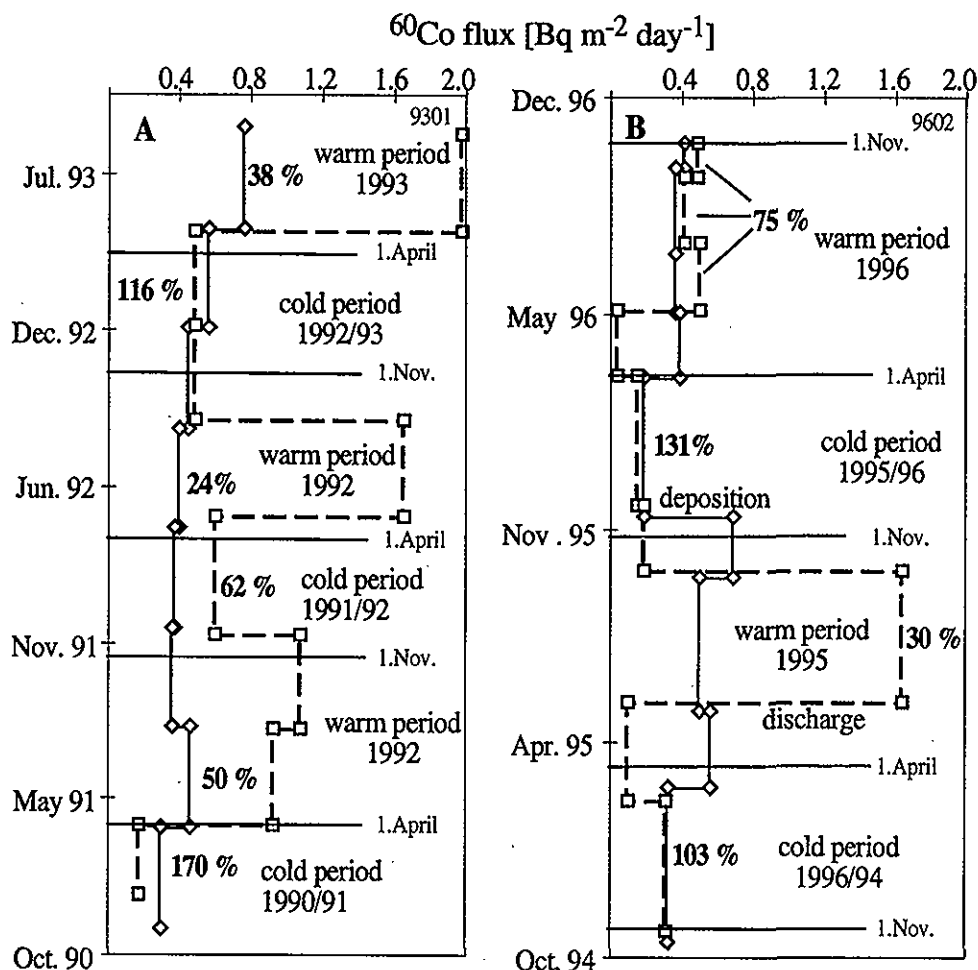 ⁶⁰Co flux [Bq m⁻² day⁻¹]
0.4 0.8 1.2 1.6 2.0
A
9301
warm period
1993
38 %
Jul. 93
1.April
116 %
cold period
1992/93
Dec. 92
1.Nov.
warm period
1992
24%
Jun. 92
1.April
62 %
cold period
1991/92
Nov. 91
1.Nov.
warm period
1992
50 %
May 91
1.April
170 %
cold period
1990/91
Oct. 90
0.4 0.8 1.2 1.6 2.0
Dec. 96
B
9602
1.Nov.
75 %
warm period
1996
May 96
1.April
131%
cold period
1995/96
deposition
Nov . 95
1.Nov.
warm period
1995
30 %
discharge
Apr. 95
1.April
103 %
cold period
1996/94
1.Nov.
Oct. 94